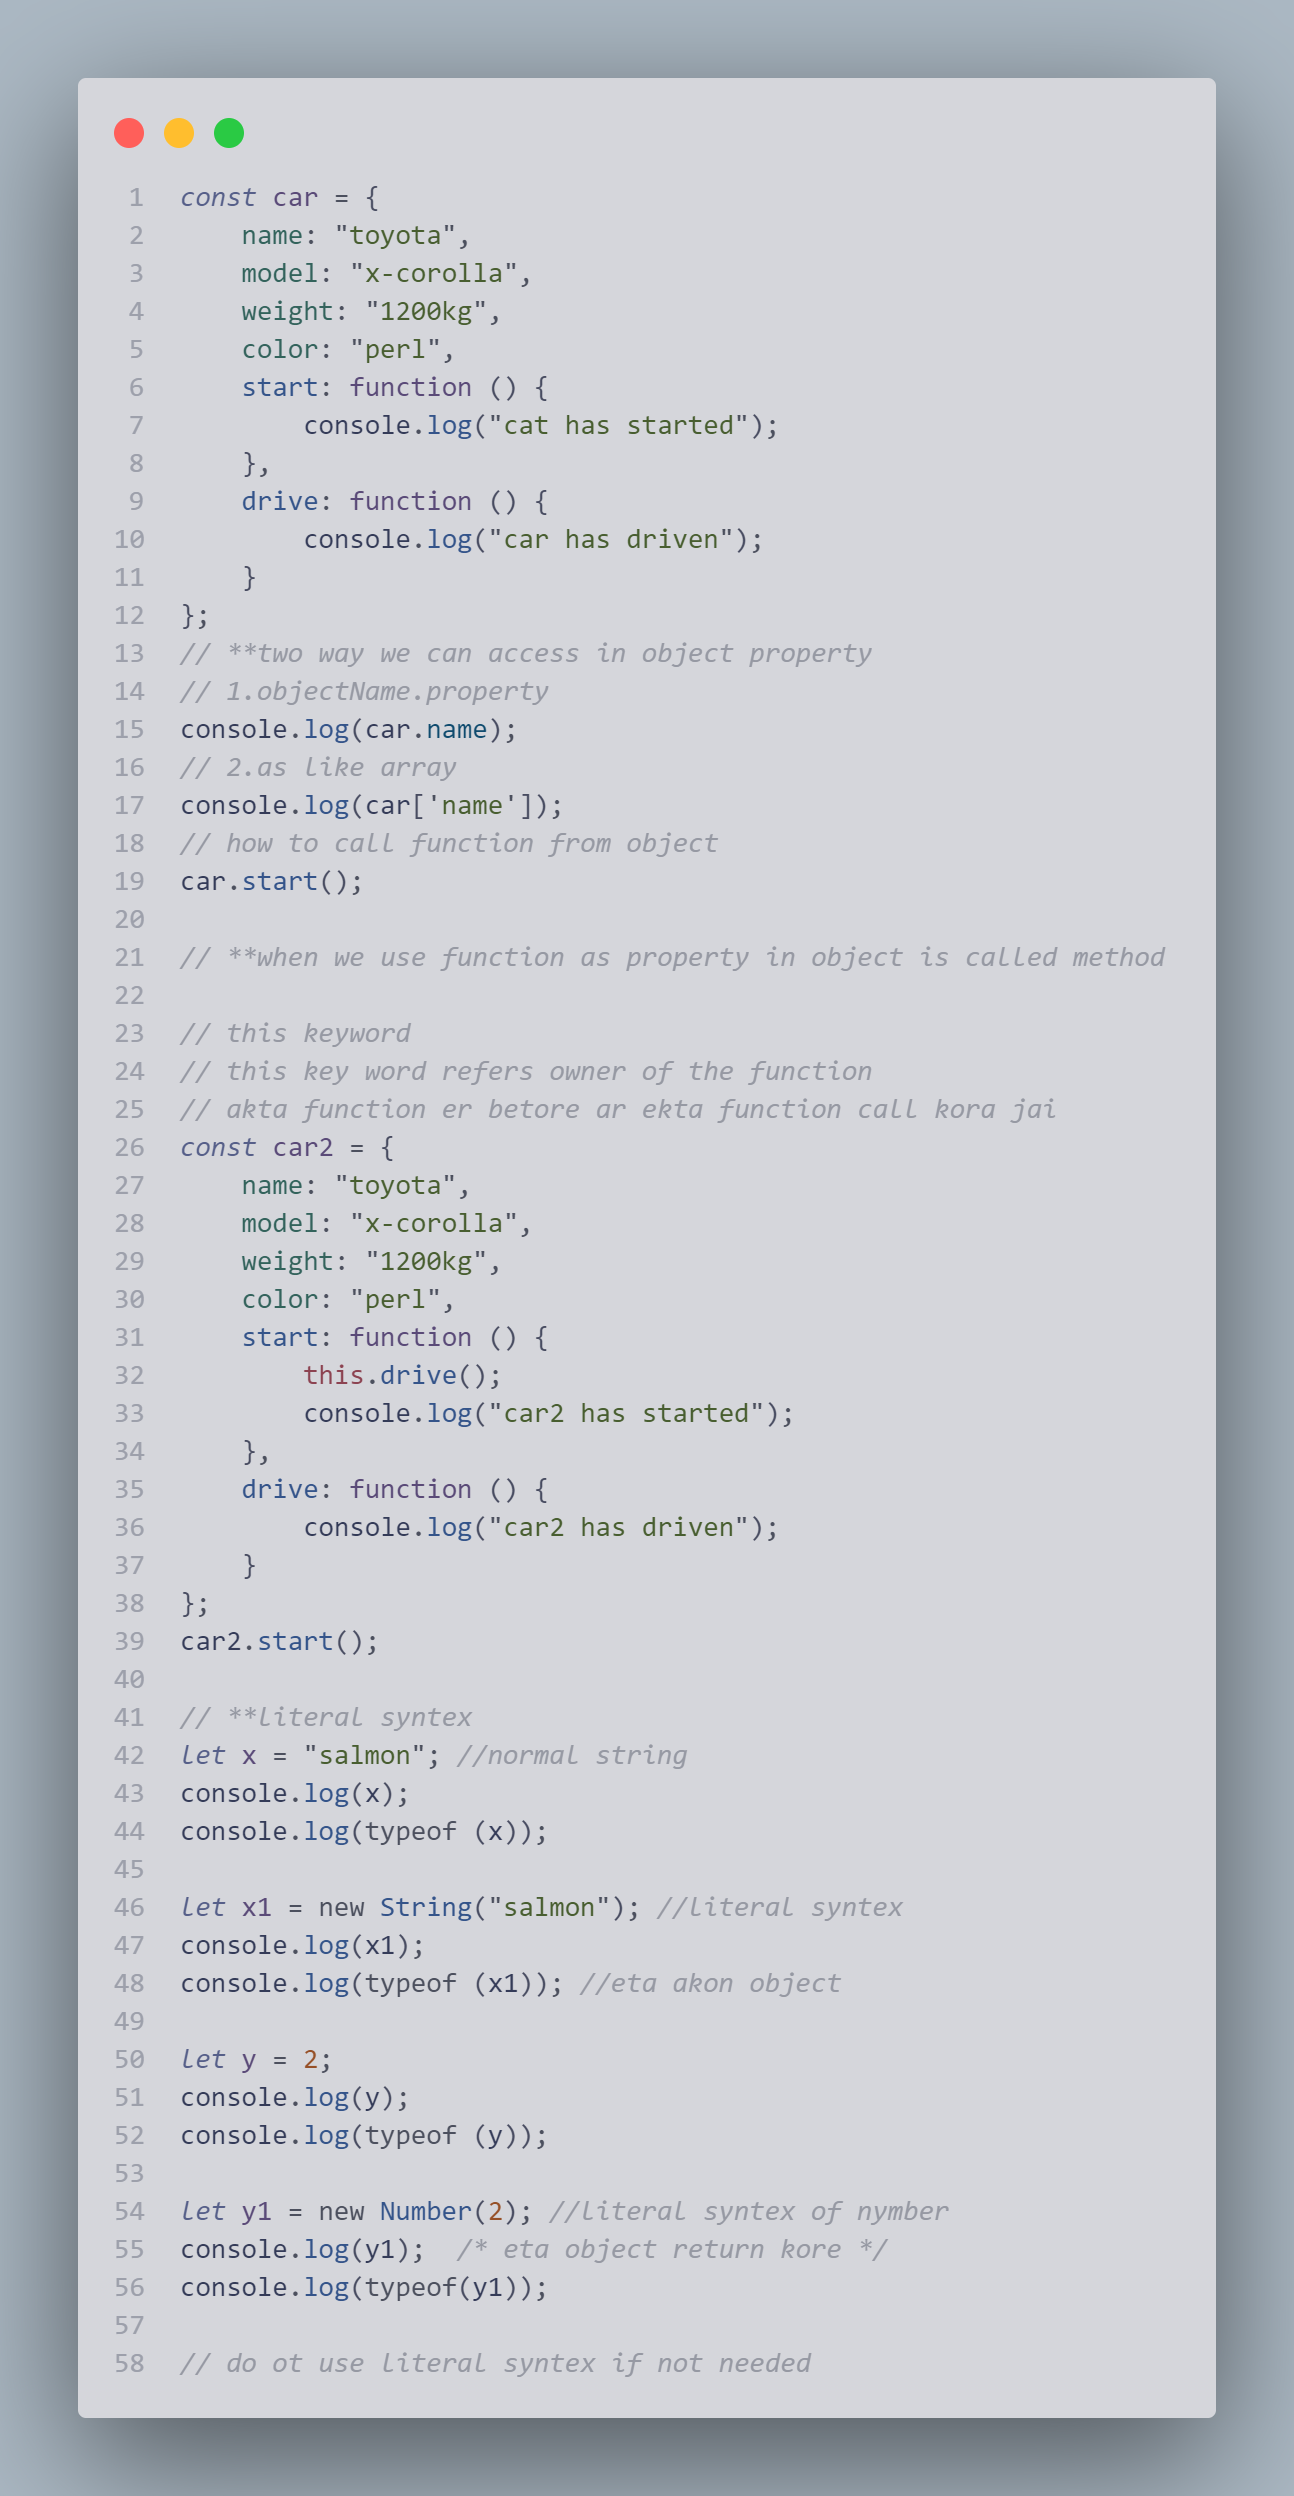 1 const car = {
2 name: "toyota",
3 model: "x-corolla",
4 weight: "1200kg",
5 color: "perl",
6 start: function () {
7 console.log("cat has started");
8 },
9 drive: function () {
10 console.log("car has driven");
11 }
12 };
13 // **two way we can access in object property
14 // 1.objectName.property
15 console.log(car.name);
16 // 2.as like array
17 console.log(car['name']);
18 // how to call function from object
19 car.start();
20
21 // **when we use function as property in object is called method
22
23 // this keyword
24 // this key word refers owner of the function
25 // akta function er betore ar ekta function call kora jai
26 const car2 = {
27 name: "toyota",
28 model: "x-corolla",
29 weight: "1200kg",
30 color: "perl",
31 start: function () {
32 this.drive();
33 console.log("car2 has started");
34 },
35 drive: function () {
36 console.log("car2 has driven");
37 }
38 };
39 car2.start();
40
41 // **literal syntex
42 let x = "salmon"; //normal string
43 console.log(x);
44 console.log(typeof (x));
45
46 let x1 = new String("salmon"); //literal syntex
47 console.log(x1);
48 console.log(typeof (x1)); //eta akon object
49
50 let y = 2;
51 console.log(y);
52 console.log(typeof (y));
53
54 let y1 = new Number(2); //literal syntex of nymber
55 console.log(y1);  /* eta object return kore */
56 console.log(typeof(y1));
57
58 // do ot use literal syntex if not needed